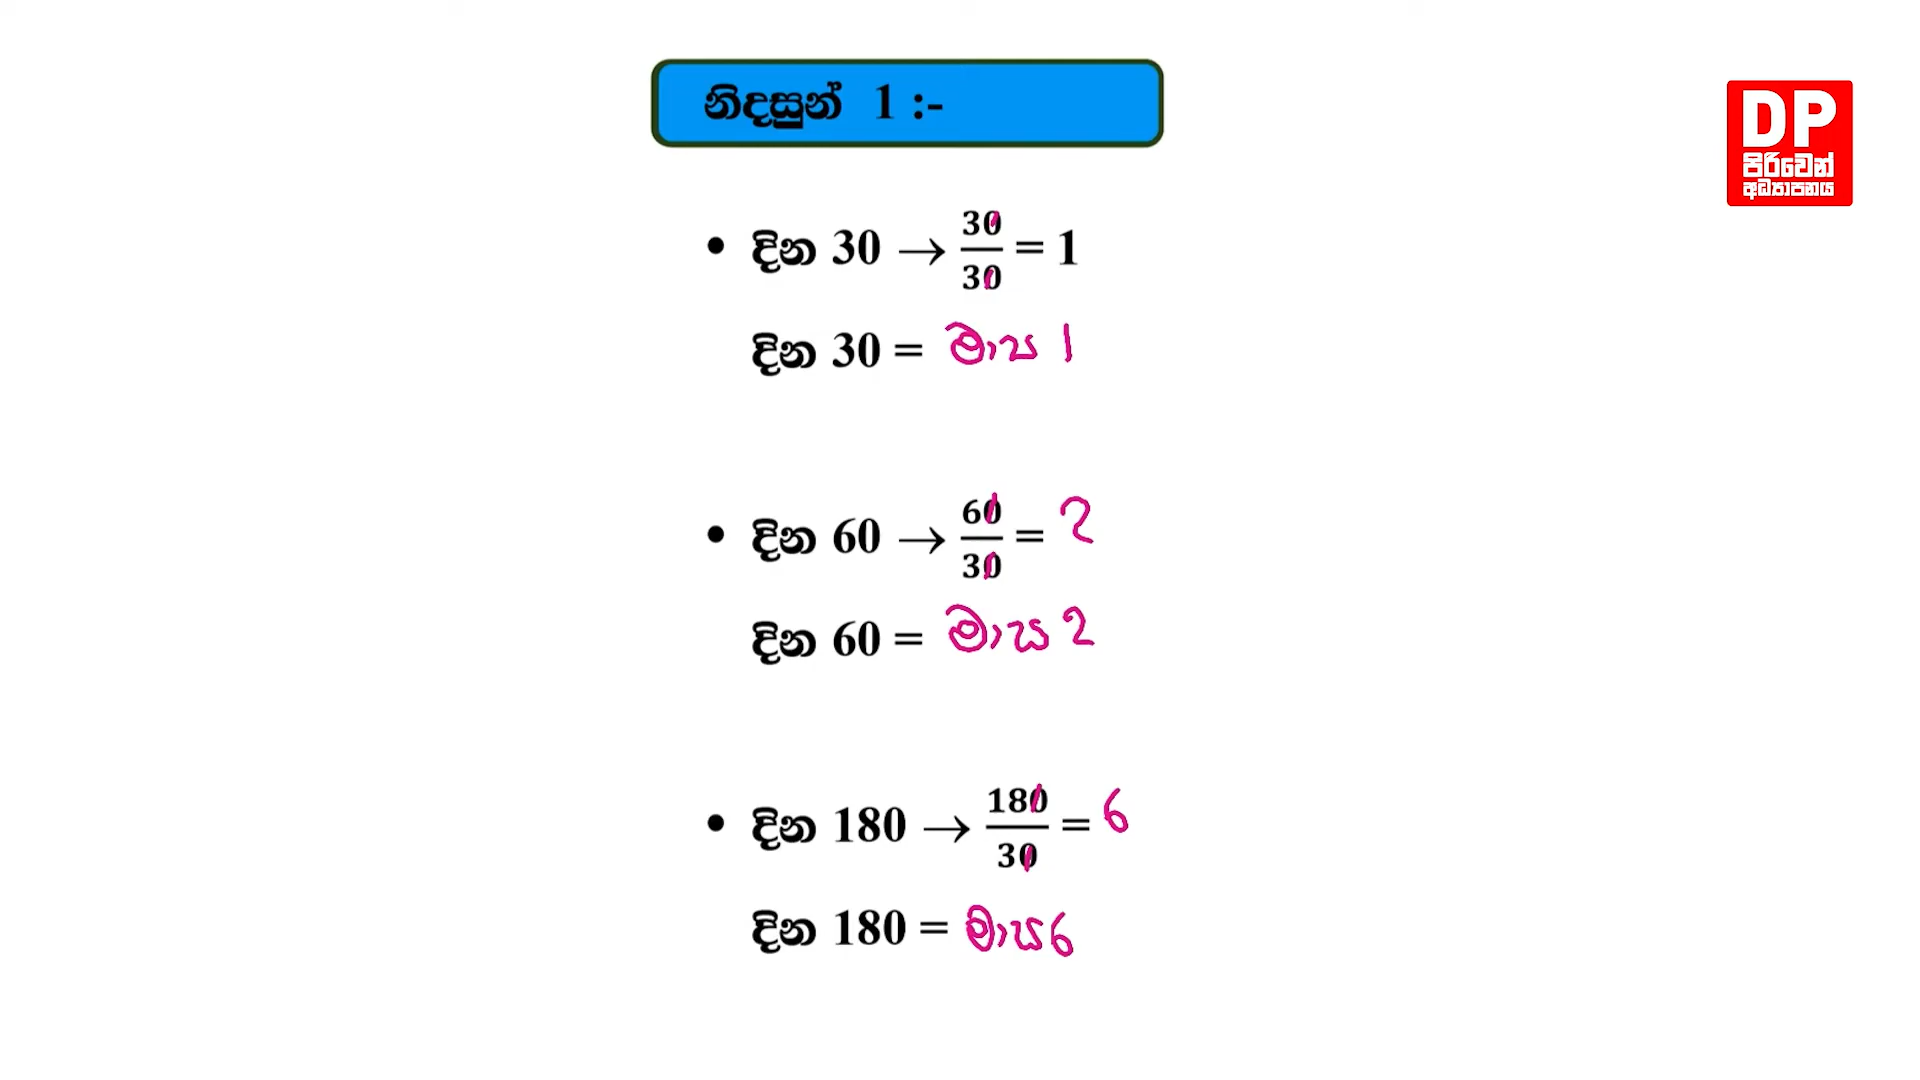 නිදසුන් 1 :-
DP
පිරිවෙන්
අධ්‍යාපනය
• දින 30 → 30/30 = 1
දින 30 = මාස 1
• දින 60 → 60/30 = 2
දින 60 = මාස 2
• දින 180 → 180/30 = 6
දින 180 = මාස 6